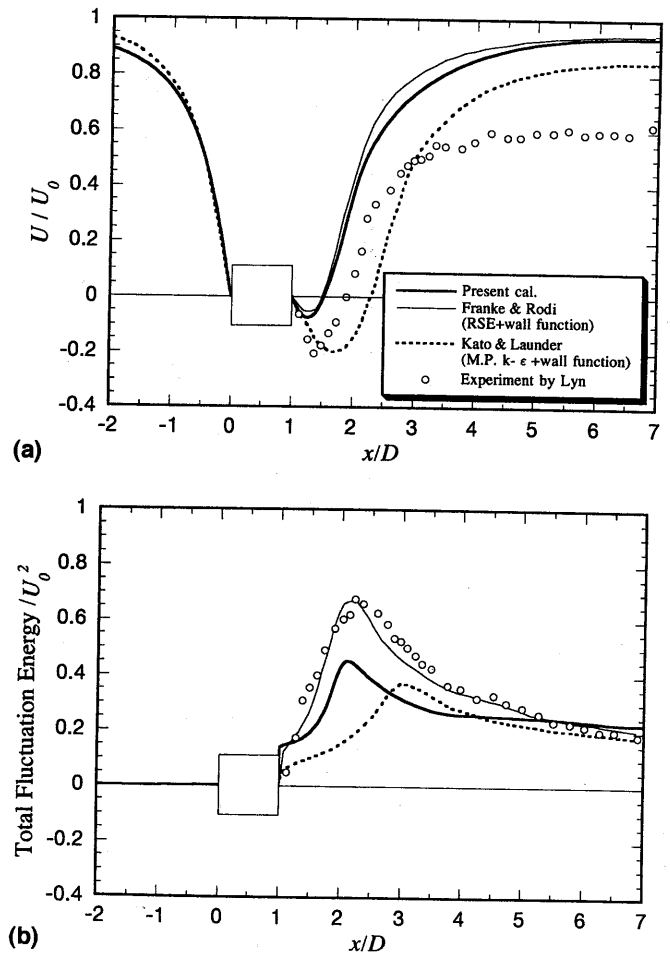 1
0.8
0.6
0.4
0.2
0
-0.2
-0.4
U / U0
-2 -1 0 1 2 3 4 5 6 7
x/D
(a)
Present cal.
Franke & Rodi
(RSE+wall function)
Kato & Launder
(M.P. k- ε +wall function)
Experiment by Lyn
1
0.8
0.6
0.4
0.2
0
-0.2
-0.4
Total Fluctuation Energy /U0²
-2 -1 0 1 2 3 4 5 6 7
x/D
(b)